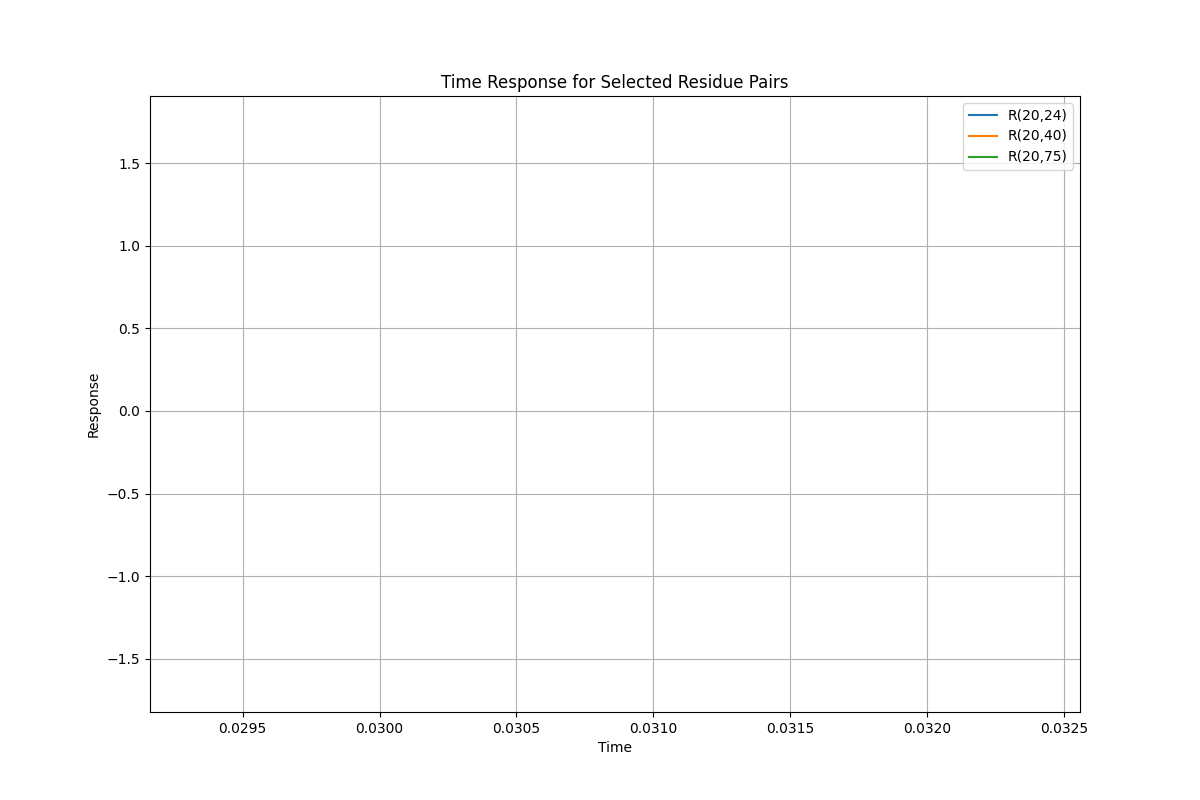 Time Response for Selected Residue Pairs
R(20,24)
R(20,40)
R(20,75)
1.5
1.0
0.5
0.0
−0.5
−1.0
−1.5
Response
0.0295 0.0300 0.0305 0.0310 0.0315 0.0320 0.0325
Time